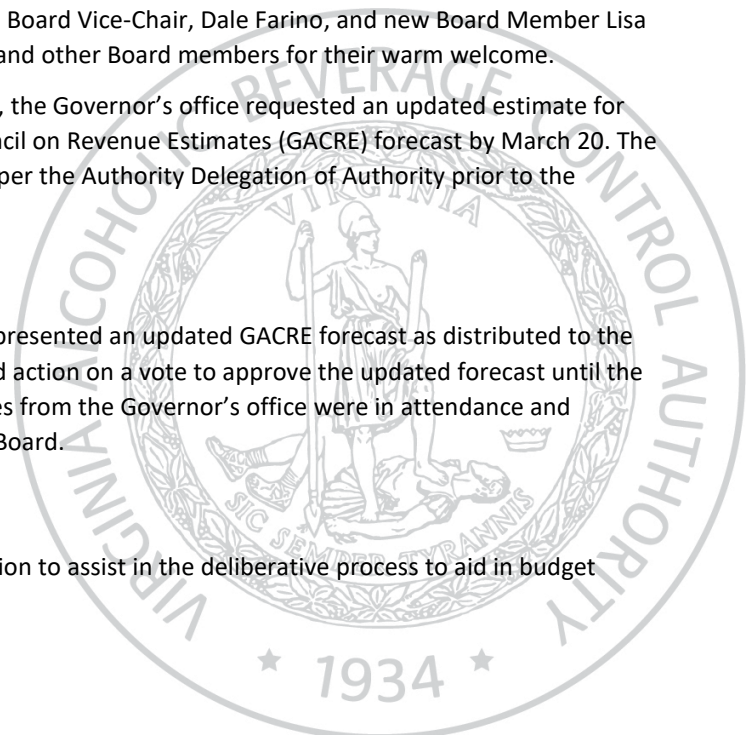 Board Vice-Chair, Dale Farino, and new Board Member Lisa
and other Board members for their warm welcome.
, the Governor's office requested an updated estimate for
ncil on Revenue Estimates (GACRE) forecast by March 20. The
per the Authority Delegation of Authority prior to the
presented an updated GACRE forecast as distributed to the
d action on a vote to approve the updated forecast until the
es from the Governor's office were in attendance and
Board.
ion to assist in the deliberative process to aid in budget
VIRGINIA ALCOHOLIC BEVERAGE CONTROL AUTHORITY
VIRGINIA
SIC SEMPER TYRANNIS
★ 1934 ★